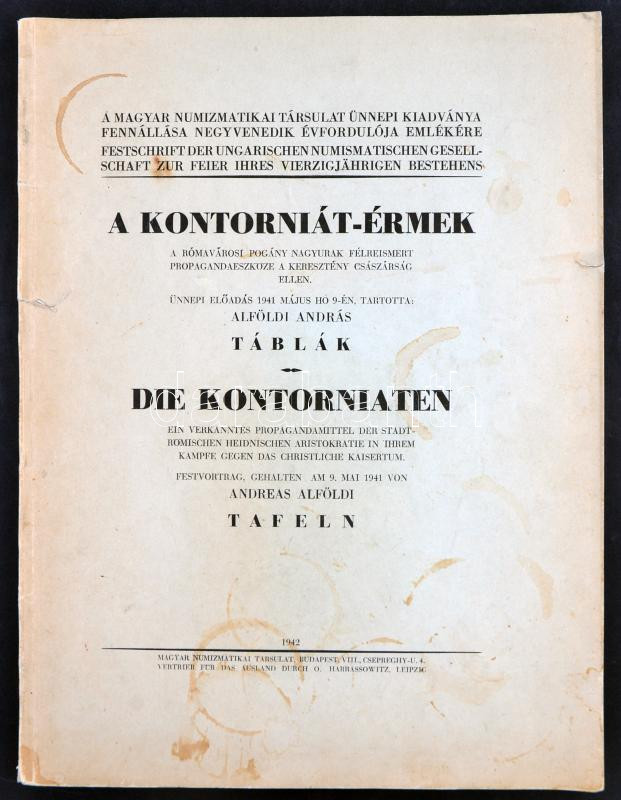 A MAGYAR NUMIZMATIKAI TÁRSULAT ÜNNEPI KIADVÁNYA
FENNÁLLÁSA NEGYVENEDIK ÉVFORDULÓJA EMLÉKÉRE
FESTSCHRIFT DER UNGARISCHEN NUMISMATISCHEN GESELL-
SCHAFT ZUR FEIER IHRES VIERZIGJÄHRIGEN BESTEHENS
A KONTORNIÁT-ÉRMEK
A RÓMAVÁROSI POGÁNY NAGYURAK FÉLREISMERT
PROPAGANDAESZKÖZE A KERESZTÉNY CSÁSZÁRSÁG
ELLEN.
ÜNNEPI ELŐADÁS 1941 MÁJUS HÓ 9-ÉN, TARTOTTA:
ALFÖLDI ANDRÁS
TÁBLÁK
DIE KONTORNIATEN
EIN VERKANNTES PROPAGANDAMITTEL DER STADT-
RÖMISCHEN HEIDNISCHEN ARISTOKRATIE IN IHREM
KAMPFE GEGEN DAS CHRISTLICHE KAISERTUM.
FESTVORTRAG, GEHALTEN AM 9. MAI 1941 VON
ANDREAS ALFÖLDI
TAFELN
1942
MAGYAR NUMIZMATIKAI TÁRSULAT, BUDAPEST, VIII., CSEPREGHY-U. 4.
VERTRIEB FÜR DAS AUSLAND DURCH O. HARRASSOWITZ, LEIPZIG